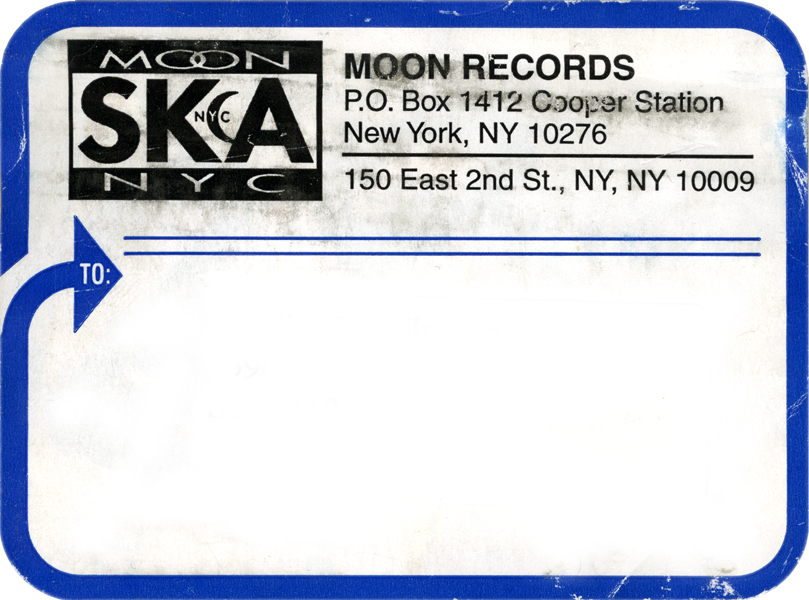 MOON
SKA
NYC
NYC
MOON RECORDS
P.O. Box 1412 Cooper Station
New York, NY 10276
150 East 2nd St., NY, NY 10009
TO: